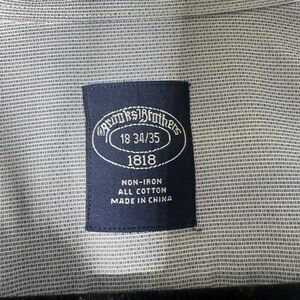 Brooks Brothers
18 34/35
1818
NON-IRON
ALL COTTON
MADE IN CHINA